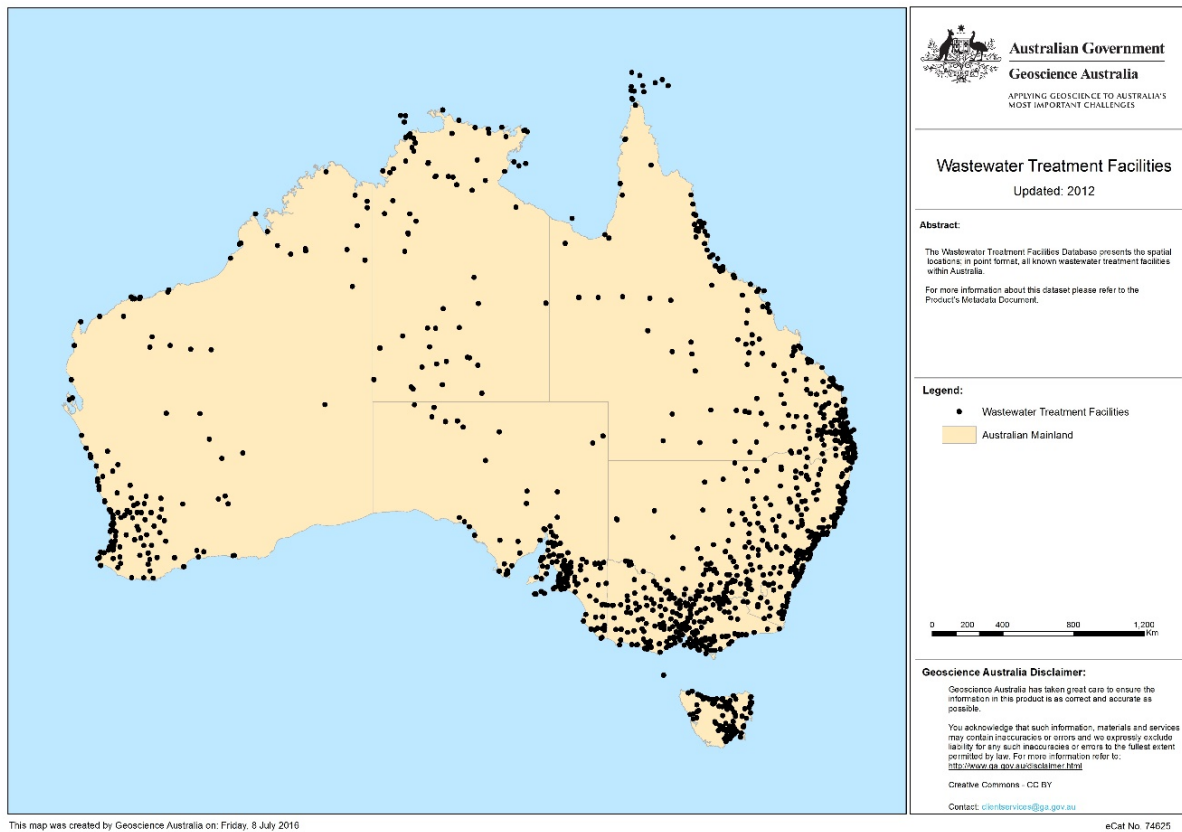 Australian Government
Geoscience Australia
APPLYING GEOSCIENCE TO AUSTRALIA'S
MOST IMPORTANT CHALLENGES
Wastewater Treatment Facilities
Updated: 2012
Abstract:
The Wastewater Treatment Facilities Database presents the spatial
locations; in point format, all known wastewater treatment facilities
within Australia.
For more information about this dataset please refer to the
Product's Metadata Document.
Legend:
Wastewater Treatment Facilities
Australian Mainland
0 200 400 800 1,200
Km
Geoscience Australia Disclaimer:
Geoscience Australia has taken great care to ensure the
information in this product is as correct and accurate as
possible.
You acknowledge that such information, materials and services
may contain inaccuracies or errors and we expressly exclude
liability for any such inaccuracies or errors to the fullest extent
permitted by law. For more information refer to:
http://www.ga.gov.au/disclaimer.html
Creative Commons - CC BY
Contact: clientservices@ga.gov.au
This map was created by Geoscience Australia on: Friday, 8 July 2016
eCat No. 74625